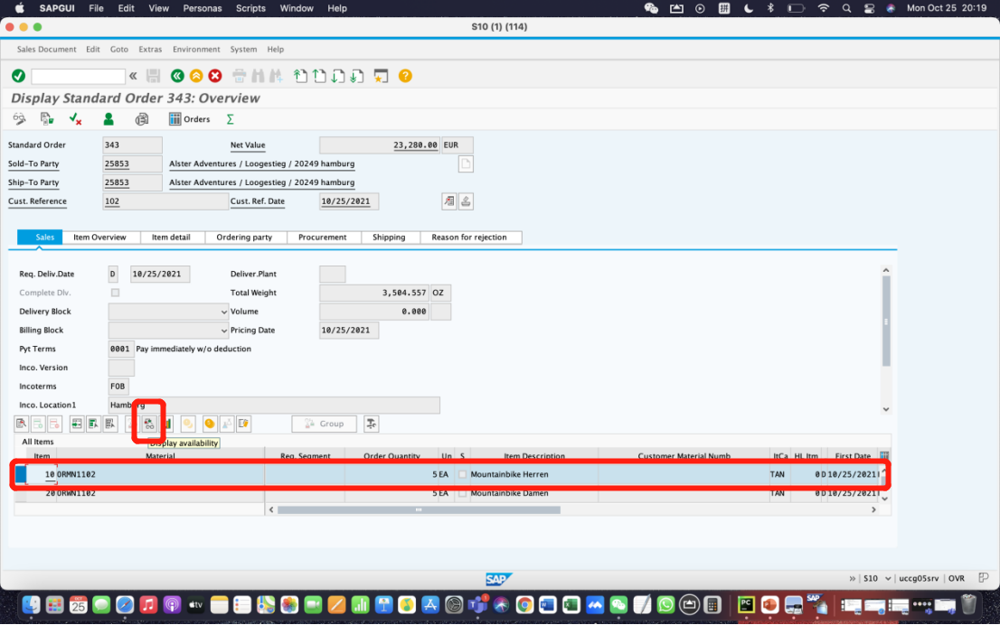 SAPGUI File Edit View Personas Scripts Window Help Mon Oct 25 20:19
S10 (1) (114)
Sales Document Edit Goto Extras Environment System Help
Display Standard Order 343: Overview
Orders
Standard Order 343 Net Value 23,280.00 EUR
Sold-To Party 25853 Alster Adventures / Loogestieg / 20249 hamburg
Ship-To Party 25853 Alster Adventures / Loogestieg / 20249 hamburg
Cust. Reference 102 Cust. Ref. Date 10/25/2021
Sales Item Overview Item detail Ordering party Procurement Shipping Reason for rejection
Req. Deliv.Date D 10/25/2021 Deliver.Plant
Complete Dlv. Total Weight 3,504.557 OZ
Delivery Block Volume 0.000
Billing Block Pricing Date 10/25/2021
Pyt Terms 0001 Pay immediately w/o deduction
Inco. Version
Incoterms FOB
Inco. Location1 Hamburg
Group
All Items Display availability
Item Material Req. Segment Order Quantity Un S Item Description Customer Material Numb ItCa HL Itm First Date
10 ORMN1102 5 EA Mountainbike Herren TAN 0 D 10/25/2021
20 ORWN1102 5 EA Mountainbike Damen TAN 0 D 10/25/2021
SAP » S10 uccg05srv OVR
OCT
25 tv PC W X P SAP